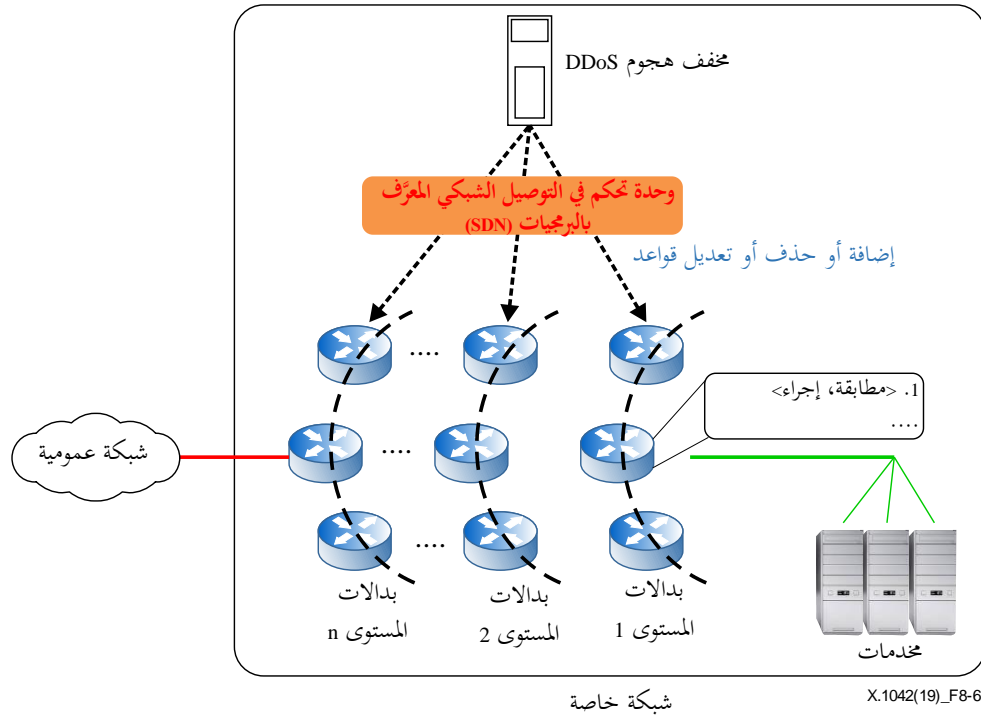 مخفف هجوم DDoS
وحدة تحكم في التوصيل الشبكي المعرَّف
بالبرمجيات (SDN)
إضافة أو حذف أو تعديل قواعد
....
1. <مطابقة، إجراء>
....
شبكة عمومية
....
....
بدالات
المستوى 1
بدالات
المستوى 2
بدالات
المستوى n
مخدمات
شبكة خاصة
X.1042(19)_F8-6